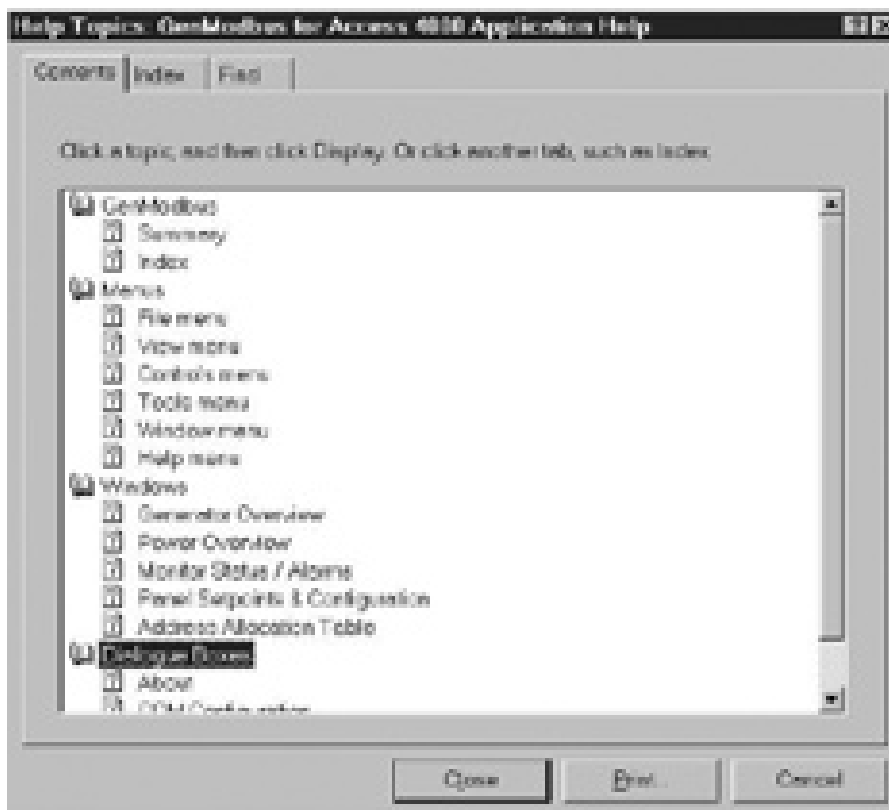 Help Topics: GenModbus for Access 4000 Application Help
Contents
Index
Find
Click a topic, and then click Display. Or click another tab, such as Index.
GenModbus
Summary
Index
Menus
File menu
View menu
Controls menu
Tools menu
Window menu
Help menu
Windows
Generator Overview
Power Overview
Monitor Status / Alarms
Panel Setpoints & Configuration
Address Allocation Table
Dialogue Boxes
About
COM Configuration
Close
Print...
Cancel